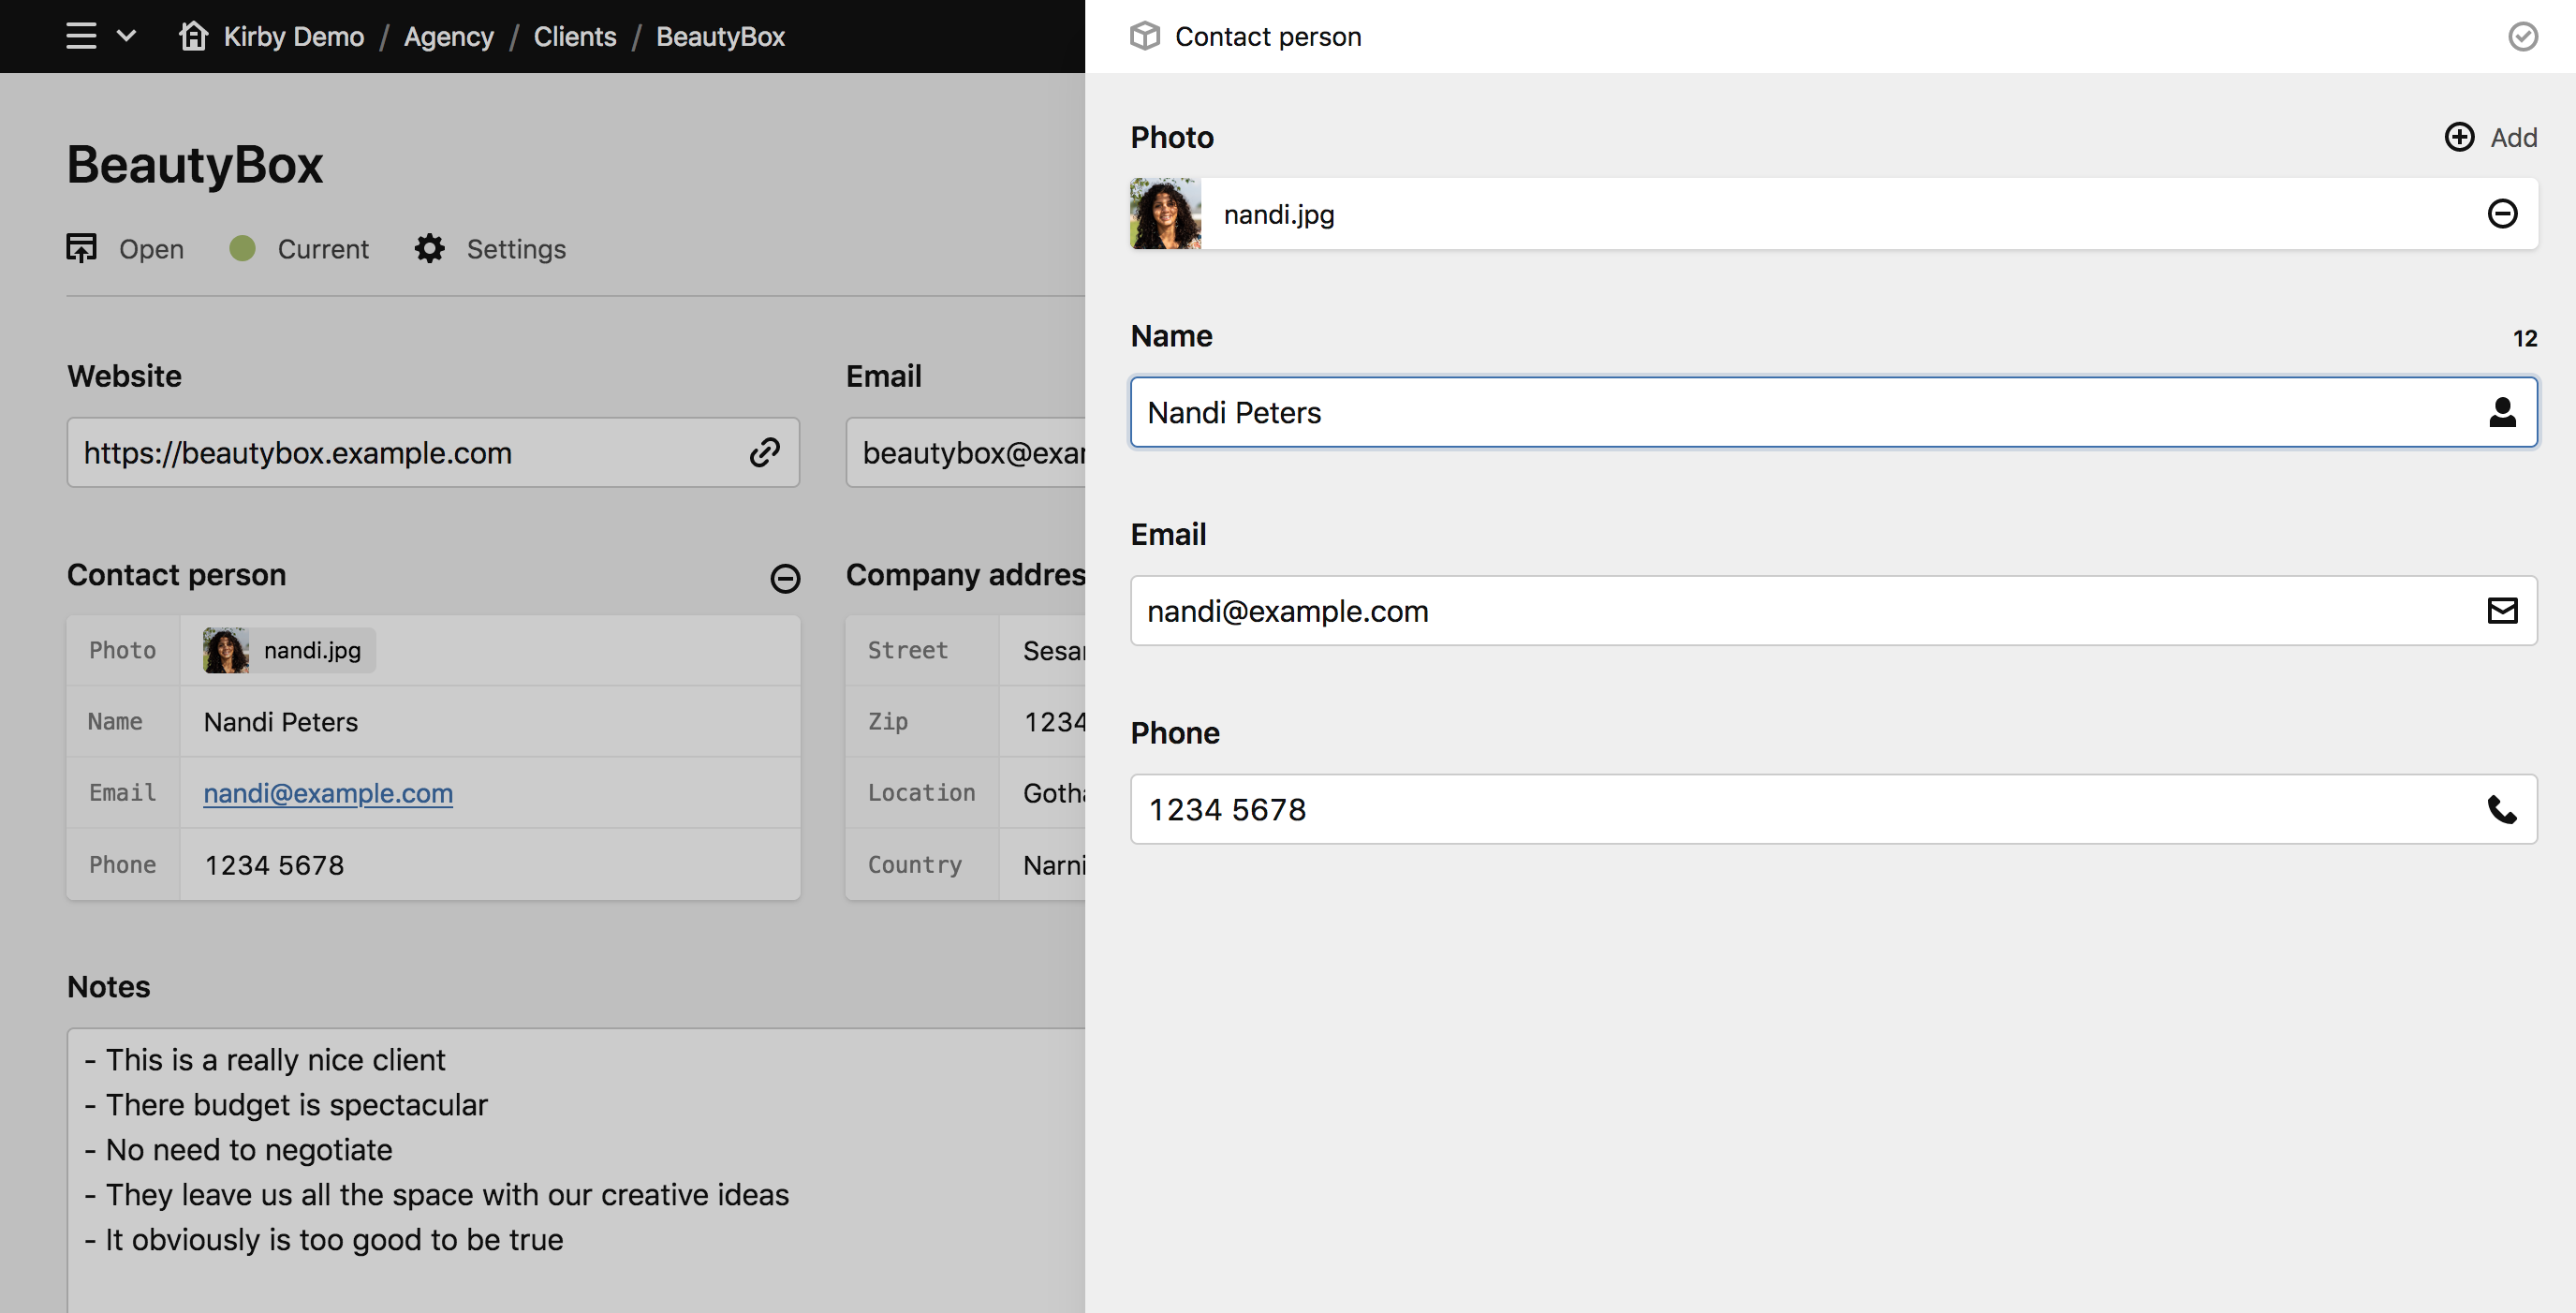 Kirby Demo / Agency / Clients / BeautyBox
BeautyBox
Open Current Settings
Website
https://beautybox.example.com
Email
beautybox@exa
Contact person
Photo nandi.jpg
Name Nandi Peters
Email nandi@example.com
Phone 1234 5678
Company addres
Street Sesa
Zip 1234
Location Goth
Country Narni
Notes
- This is a really nice client
- There budget is spectacular
- No need to negotiate
- They leave us all the space with our creative ideas
- It obviously is too good to be true
Contact person
Photo Add
nandi.jpg
Name 12
Nandi Peters
Email
nandi@example.com
Phone
1234 5678